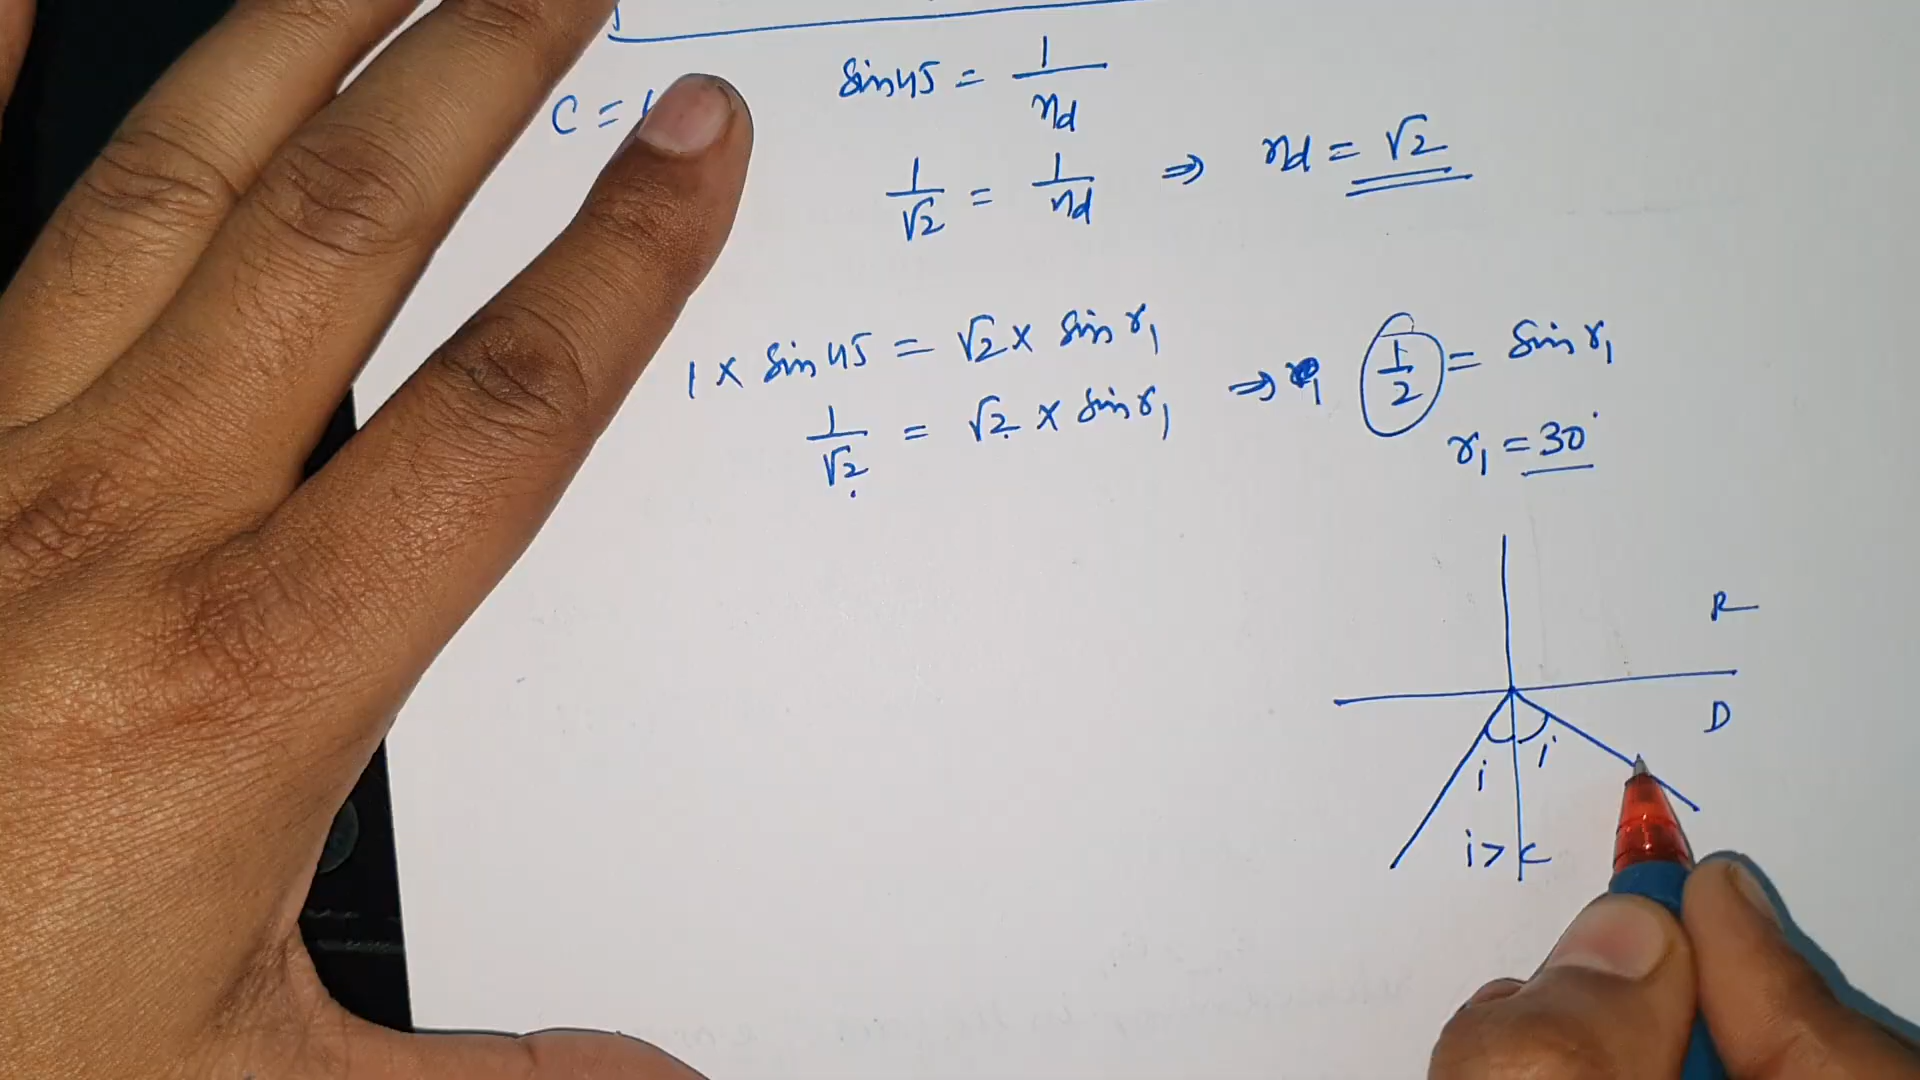 C =
sin45 = 1/nd
1/√2 = 1/nd ⇒ nd = √2
1 × sin45 = √2 × sin r₁
1/√2 = √2 × sin r₁ ⇒ 1/2 = sin r₁
r₁ = 30°
R
D
i i
i > c